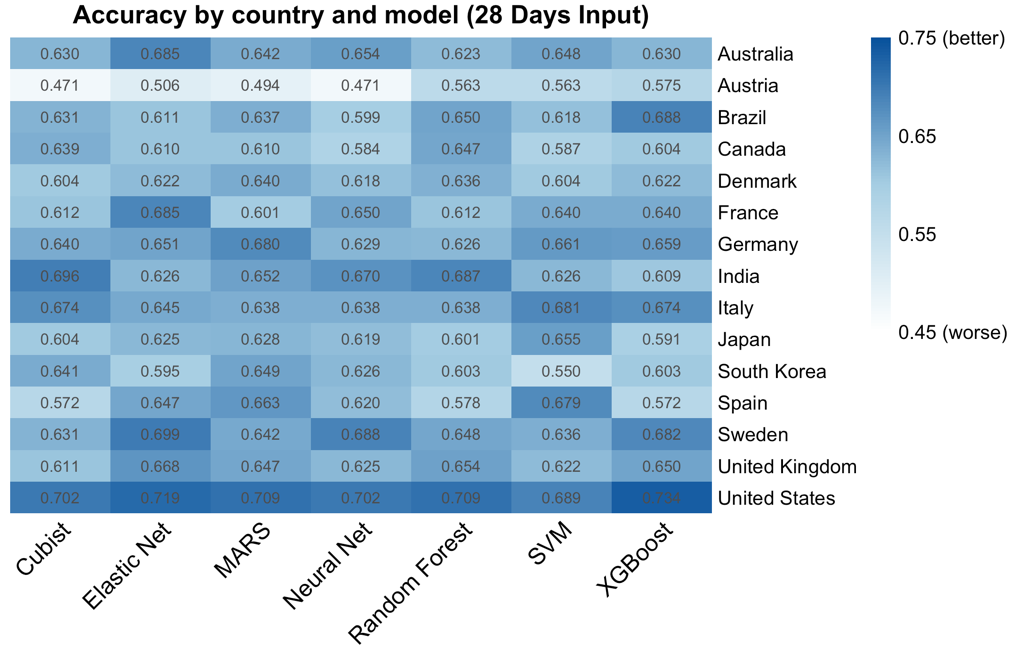 Accuracy by country and model (28 Days Input)
0.630 0.685 0.642 0.654 0.623 0.648 0.630 Australia
0.471 0.506 0.494 0.471 0.563 0.563 0.575 Austria
0.631 0.611 0.637 0.599 0.650 0.618 0.688 Brazil
0.639 0.610 0.610 0.584 0.647 0.587 0.604 Canada
0.604 0.622 0.640 0.618 0.636 0.604 0.622 Denmark
0.612 0.685 0.601 0.650 0.612 0.640 0.640 France
0.640 0.651 0.680 0.629 0.626 0.661 0.659 Germany
0.696 0.626 0.652 0.670 0.687 0.626 0.609 India
0.674 0.645 0.638 0.638 0.638 0.681 0.674 Italy
0.604 0.625 0.628 0.619 0.601 0.655 0.591 Japan
0.641 0.595 0.649 0.626 0.603 0.550 0.603 South Korea
0.572 0.647 0.663 0.620 0.578 0.679 0.572 Spain
0.631 0.699 0.642 0.688 0.648 0.636 0.682 Sweden
0.611 0.668 0.647 0.625 0.654 0.622 0.650 United Kingdom
0.702 0.719 0.709 0.702 0.709 0.689 United States
Cubist Elastic Net MARS Neural Net Random Forest SVM XGBoost
0.75 (better)
0.65
0.55
0.45 (worse)